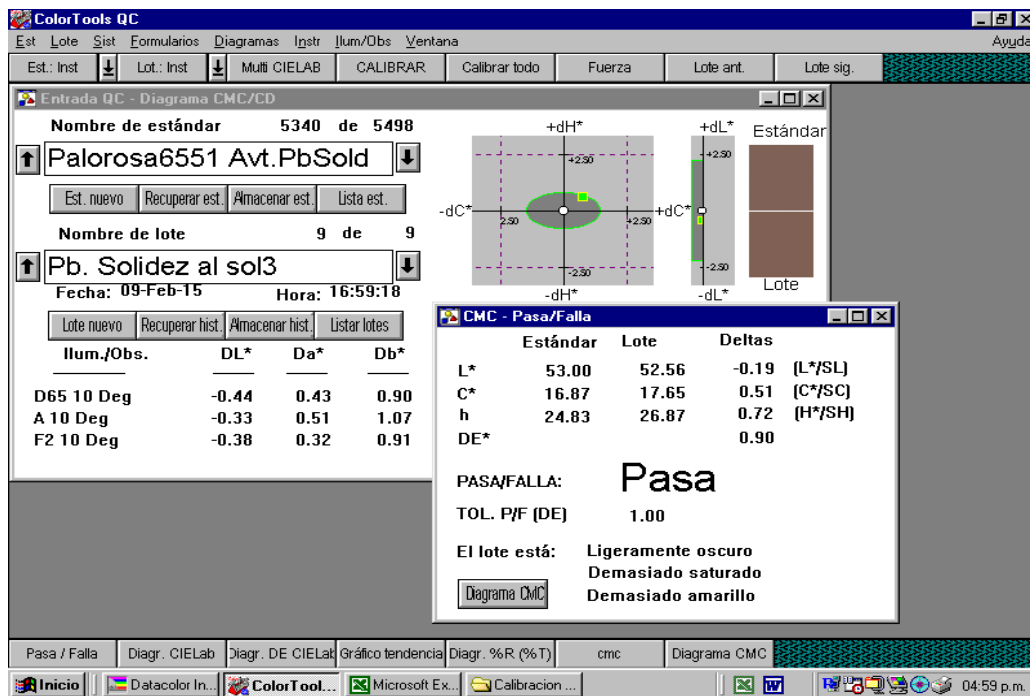 ColorTools QC
Est Lote Sist Formularios Diagramas Instr Ilum/Obs Ventana Ayuda
Est.: Inst Lot.: Inst Multi CIELAB CALIBRAR Calibrar todo Fuerza Lote ant. Lote sig.
Entrada QC - Diagrama CMC/CD
Nombre de estándar 5340 de 5498
Palorosa6551 Avt.PbSold
Est. nuevo Recuperar est. Almacenar est. Lista est.
Nombre de lote 9 de 9
Pb. Solidez al sol3
Fecha: 09-Feb-15 Hora: 16:59:18
Lote nuevo Recuperar hist. Almacenar hist. Listar lotes
Ilum./Obs. DL* Da* Db*
D65 10 Deg -0.44 0.43 0.90
A 10 Deg -0.33 0.51 1.07
F2 10 Deg -0.38 0.32 0.91
+dH*
+2.50
-dC* 2.50 +2.50 +dC*
-2.50
-dH*
+dL*
+2.50
-2.50
-dL*
Estándar
Lote
CMC - Pasa/Falla
Estándar Lote Deltas
L* 53.00 52.56 -0.19 (L*/SL)
C* 16.87 17.65 0.51 (C*/SC)
h 24.83 26.87 0.72 (H*/SH)
DE* 0.90
PASA/FALLA: Pasa
TOL. P/F (DE) 1.00
El lote está: Ligeramente oscuro
Demasiado saturado
Diagrama CMC Demasiado amarillo
Pasa / Falla Diagr. CIELab Diagr. DE CIELab Gráfico tendencia Diagr. %R (%T) cmc Diagrama CMC
Inicio Datacolor In... ColorTool... Microsoft Ex... Calibracion ... 04:59 p.m.